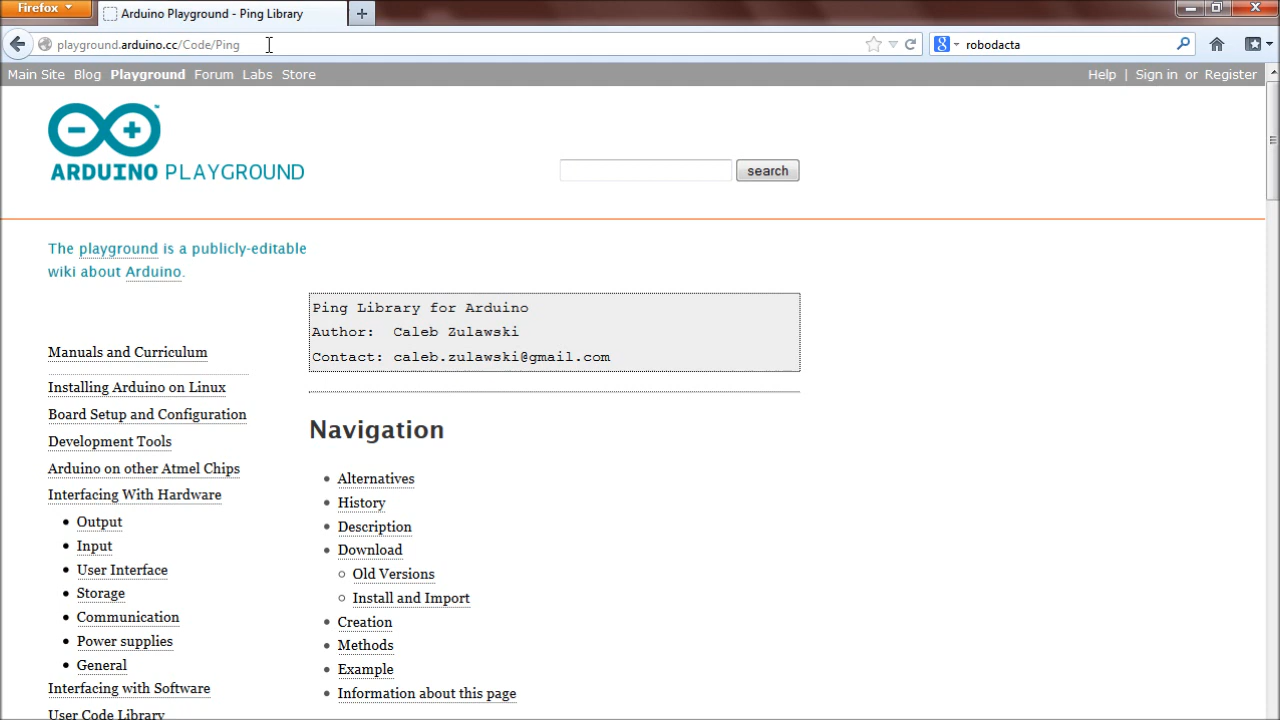 Firefox
Arduino Playground - Ping Library
playground.arduino.cc/Code/Ping
robodacta
Main Site Blog Playground Forum Labs Store
Help | Sign in or Register
ARDUINO PLAYGROUND
search
The playground is a publicly-editable
wiki about Arduino.
Ping Library for Arduino
Author: Caleb Zulawski
Contact: caleb.zulawski@gmail.com
Manuals and Curriculum
Installing Arduino on Linux
Board Setup and Configuration
Development Tools
Arduino on other Atmel Chips
Interfacing With Hardware
Output
Input
User Interface
Storage
Communication
Power supplies
General
Interfacing with Software
User Code Library
Navigation
Alternatives
History
Description
Download
Old Versions
Install and Import
Creation
Methods
Example
Information about this page